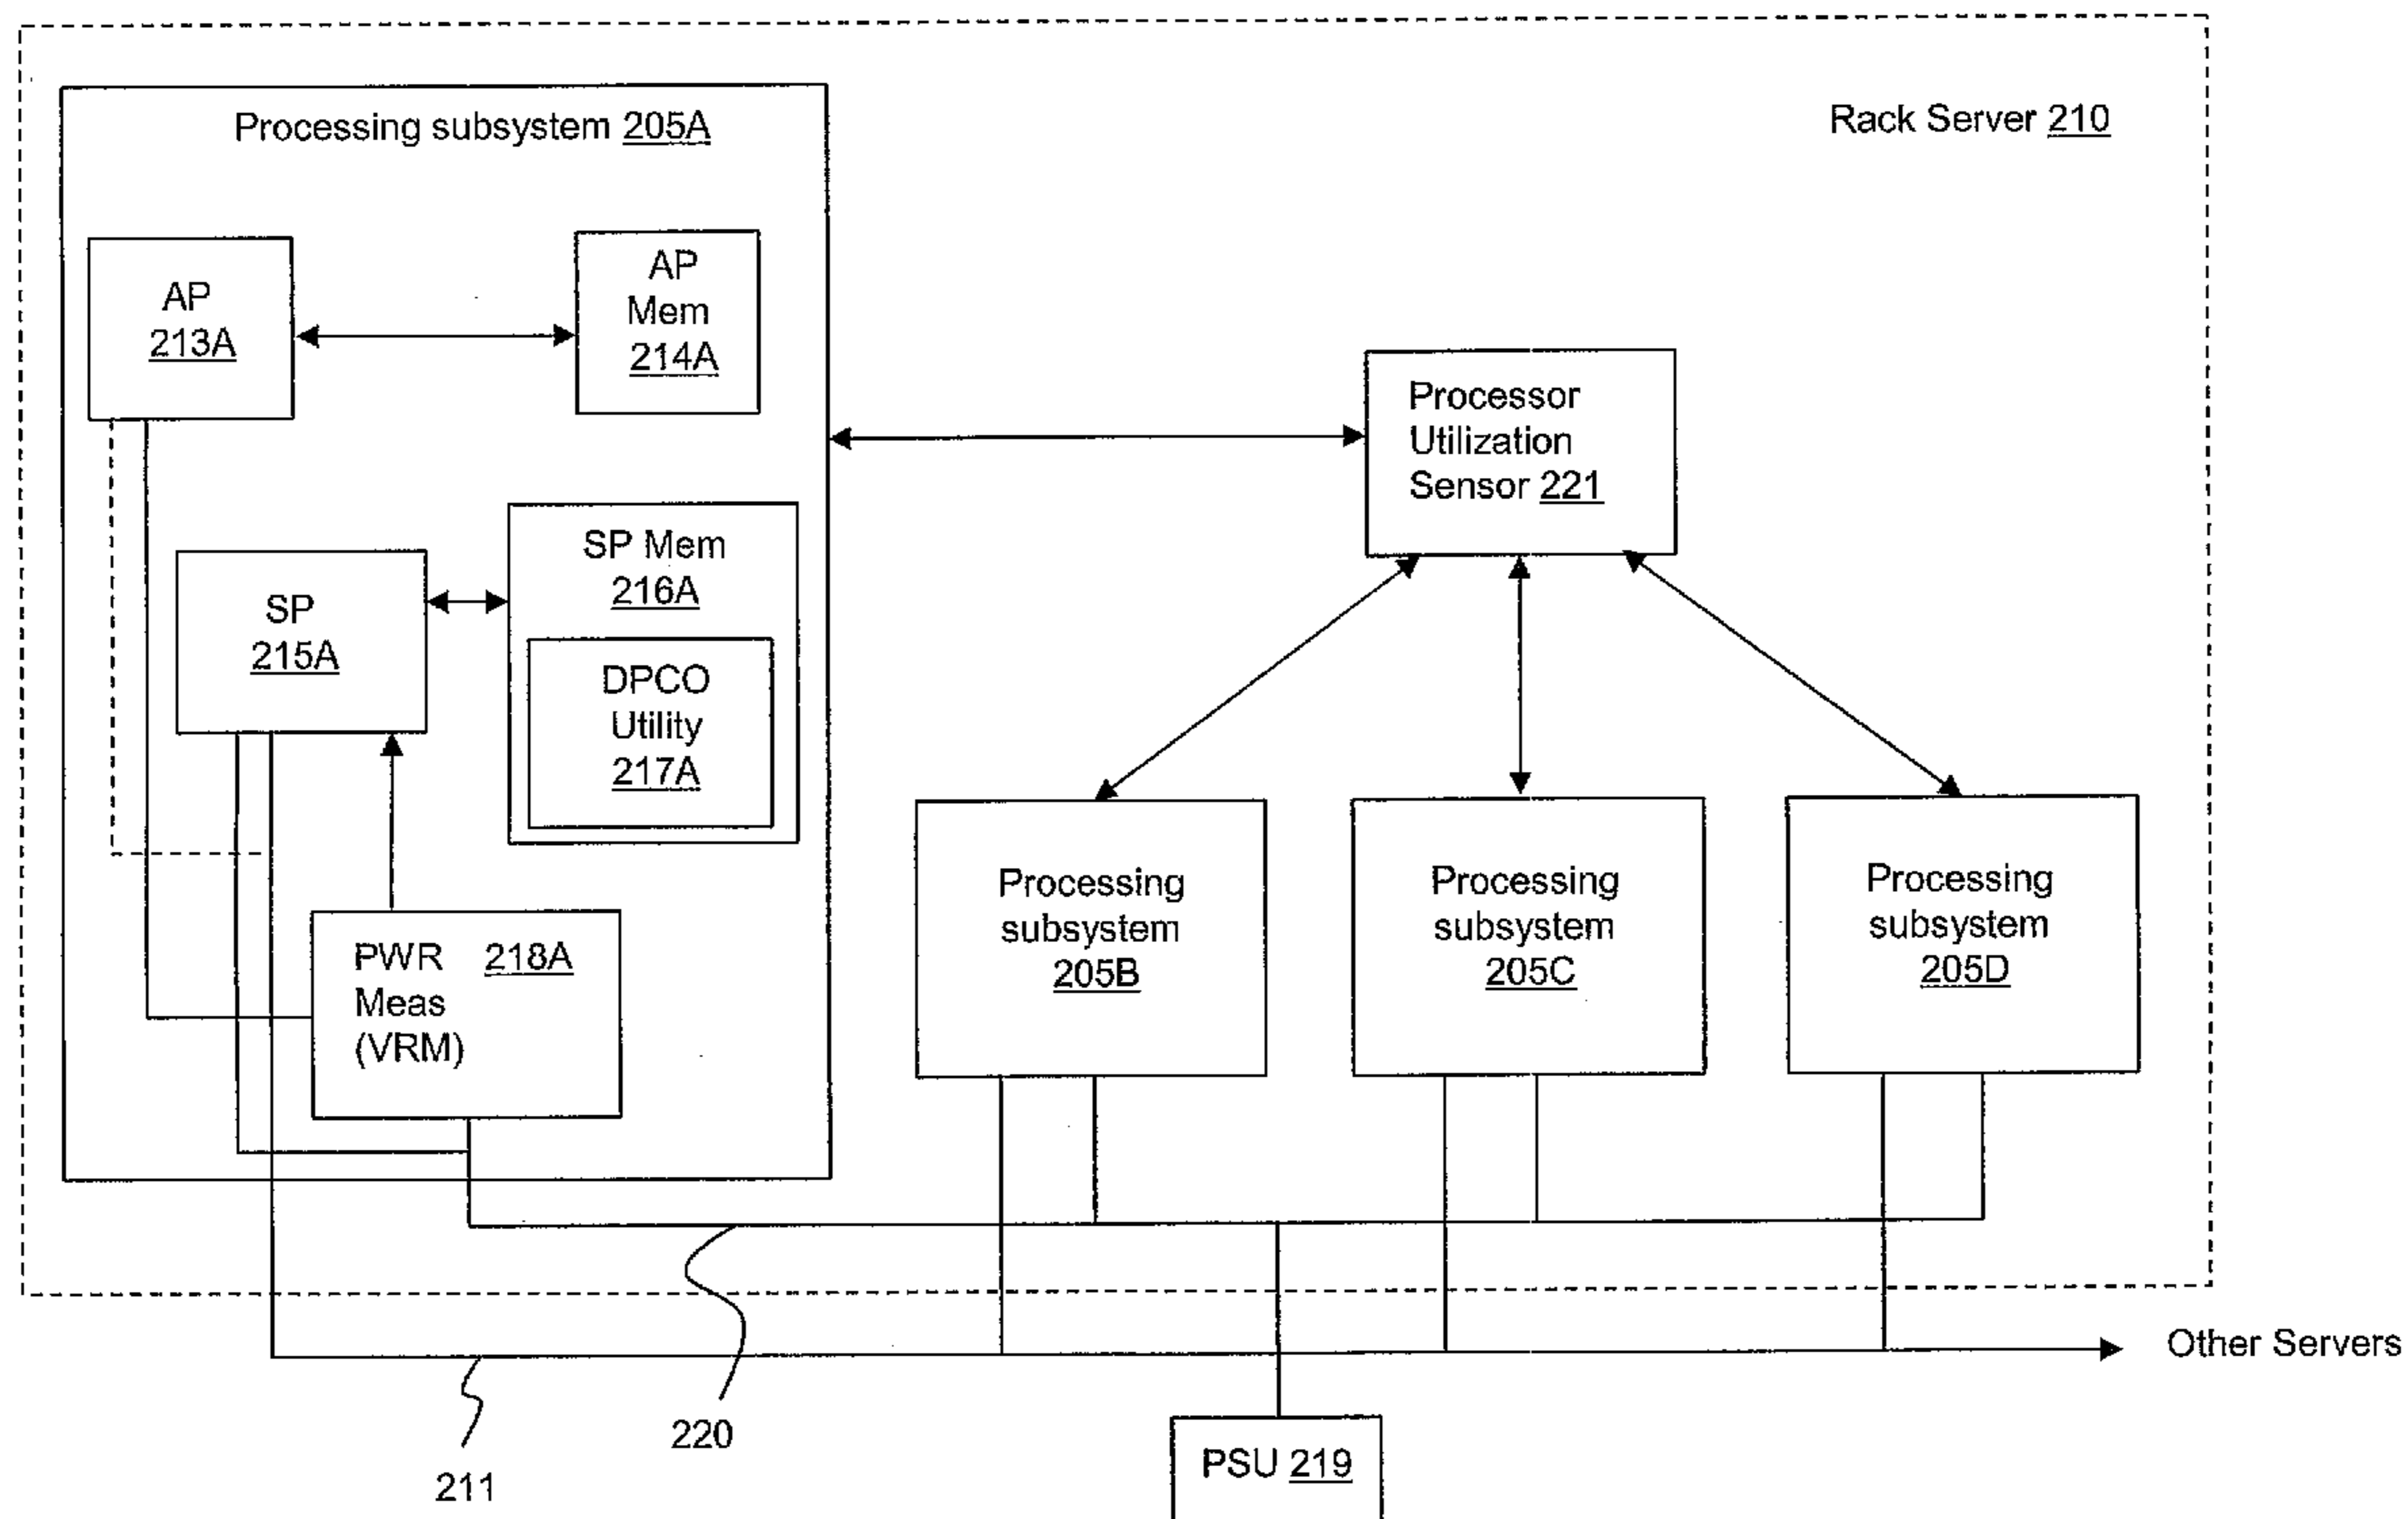 Processing subsystem 205A
Rack Server 210
AP
213A
AP
Mem
214A
Processor
Utilization
Sensor 221
SP
215A
SP Mem
216A
DPCO
Utility
217A
PWR 218A
Meas
(VRM)
Processing
subsystem
205B
Processing
subsystem
205C
Processing
subsystem
205D
Other Servers
220
211
PSU 219